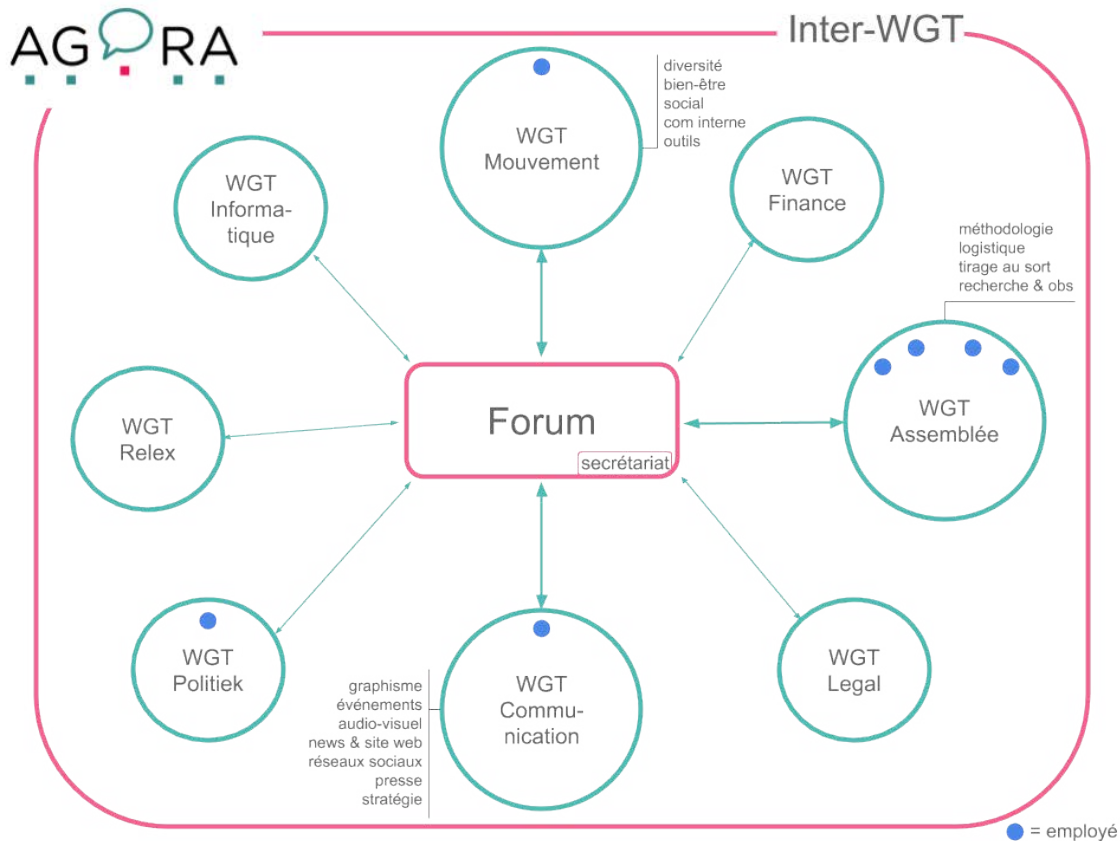 AGORA
Inter-WGT
WGT
Mouvement
diversité
bien-être
social
com interne
outils
WGT
Informa-
tique
WGT
Finance
méthodologie
logistique
tirage au sort
recherche & obs
WGT
Assemblée
WGT
Relex
Forum
secrétariat
WGT
Politiek
WGT
Commu-
nication
graphisme
événements
audio-visuel
news & site web
réseaux sociaux
presse
stratégie
WGT
Legal
= employé